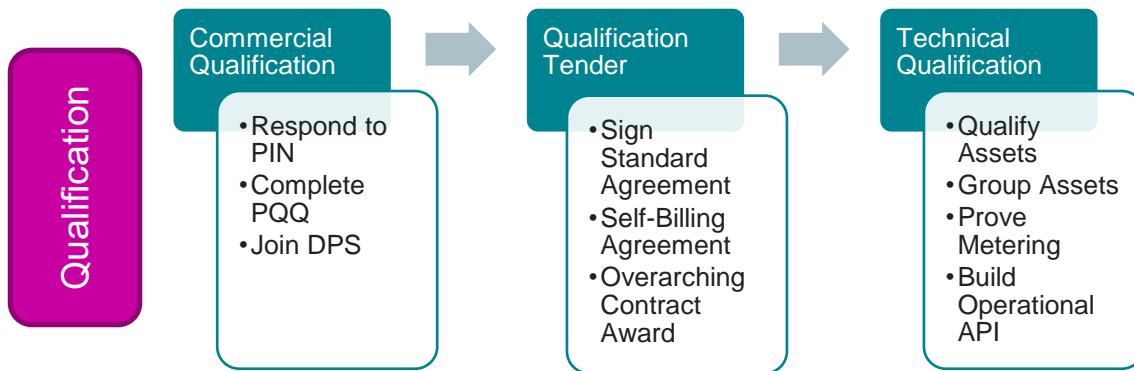 Qualification
Commercial
Qualification
•Respond to
PIN
•Complete
PQQ
•Join DPS
Qualification
Tender
•Sign
Standard
Agreement
•Self-Billing
Agreement
•Overarching
Contract
Award
Technical
Qualification
•Qualify
Assets
•Group Assets
•Prove
Metering
•Build
Operational
API